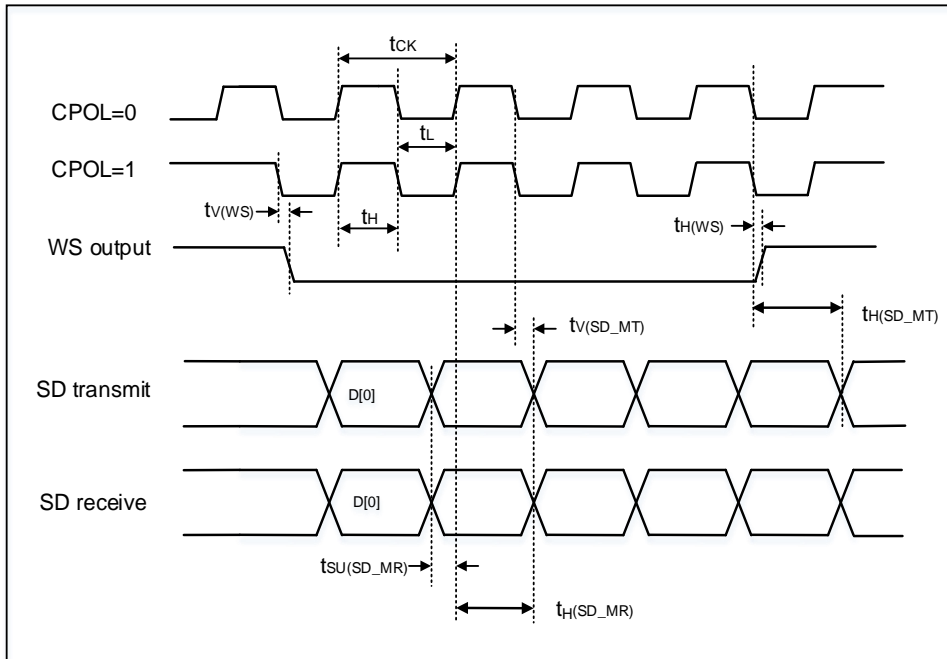 tCK
CPOL=0
tL
CPOL=1
tV(WS)
tH
tH(WS)
WS output
tH(SD_MT)
tV(SD_MT)
SD transmit
D[0]
SD receive
D[0]
tSU(SD_MR)
tH(SD_MR)